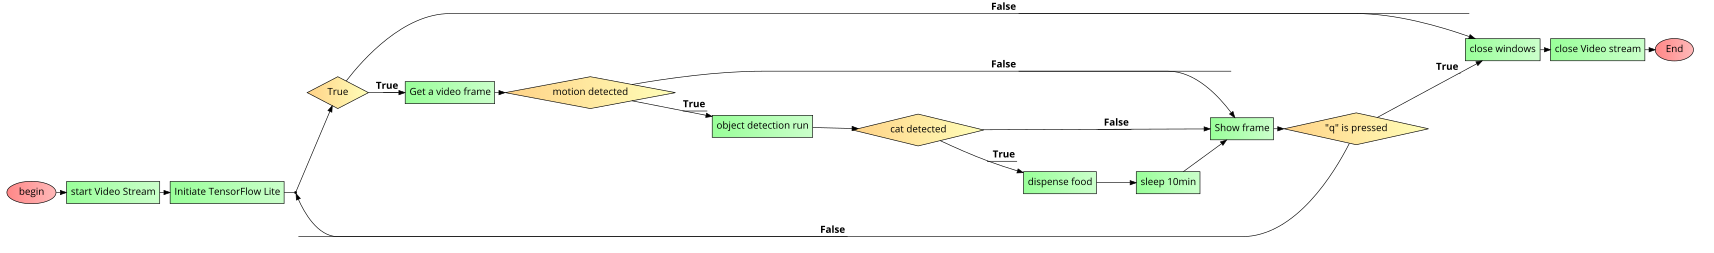 begin
start Video Stream
Initiate TensorFlow Lite
True
False
True
Get a video frame
motion detected
False
True
object detection run
cat detected
False
True
dispense food
sleep 10min
Show frame
"q" is pressed
True
False
close windows
close Video stream
End